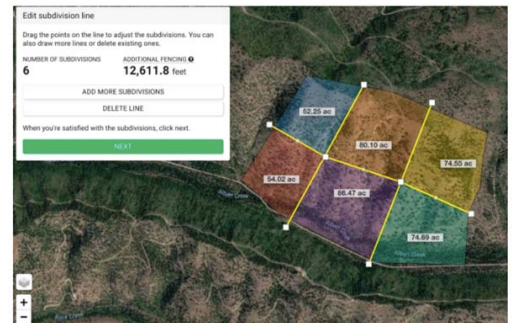 Edit subdivision line
Drag the points on the line to adjust the subdivisions. You can
also draw more lines or delete existing ones.
NUMBER OF SUBDIVISIONS
6
ADDITIONAL FENCING
12,611.8 feet
ADD MORE SUBDIVISIONS
DELETE LINE
When you're satisfied with the subdivisions, click next.
NEXT
52.25 ac
80.10 ac
74.55 ac
54.02 ac
86.47 ac
74.69 ac
Creek
Creek
+
−